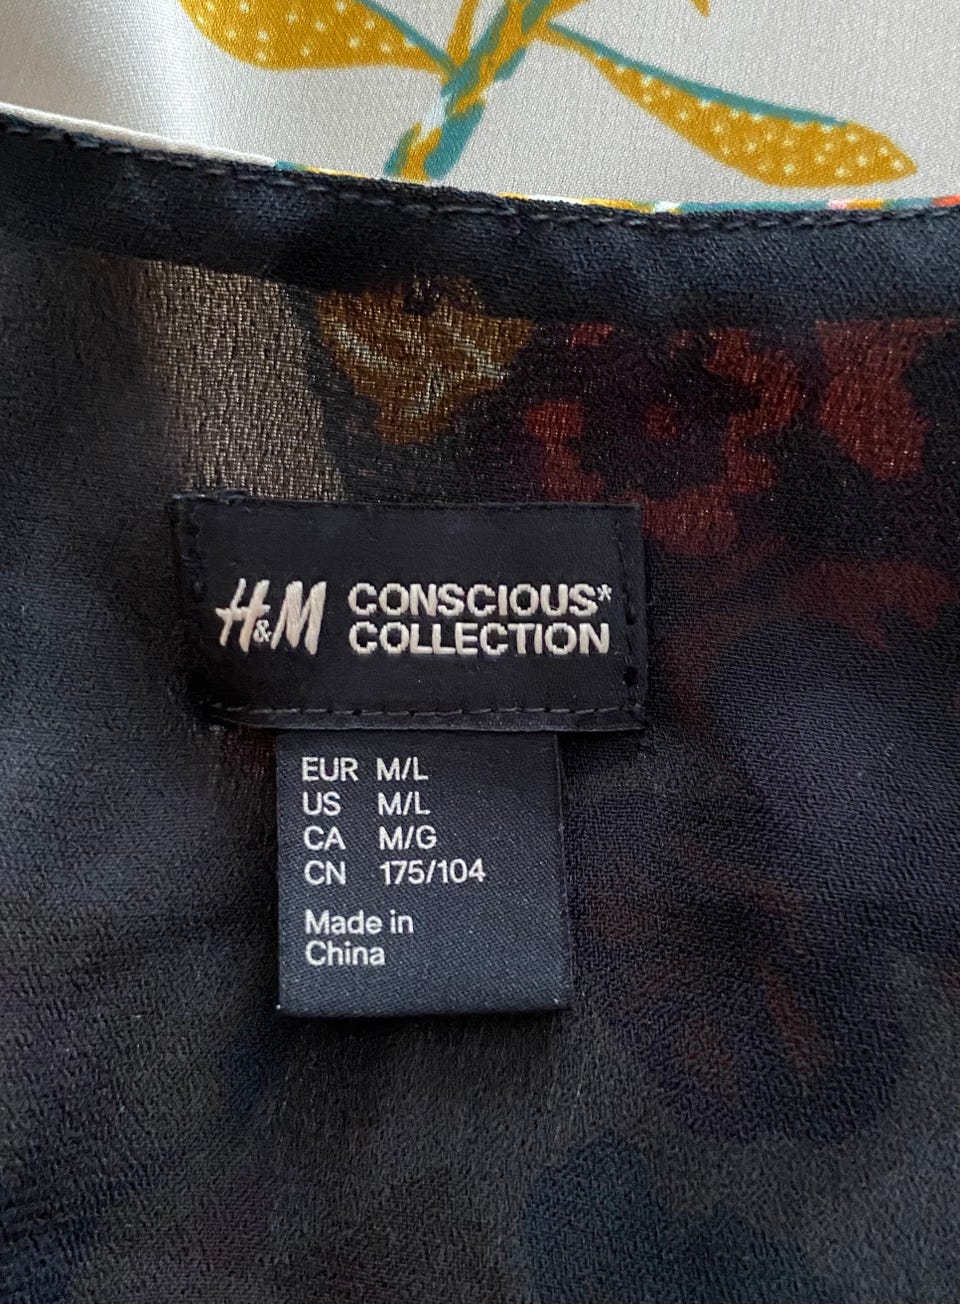 H&M CONSCIOUS*
COLLECTION
EUR M/L
US M/L
CA M/G
CN 175/104
Made in
China